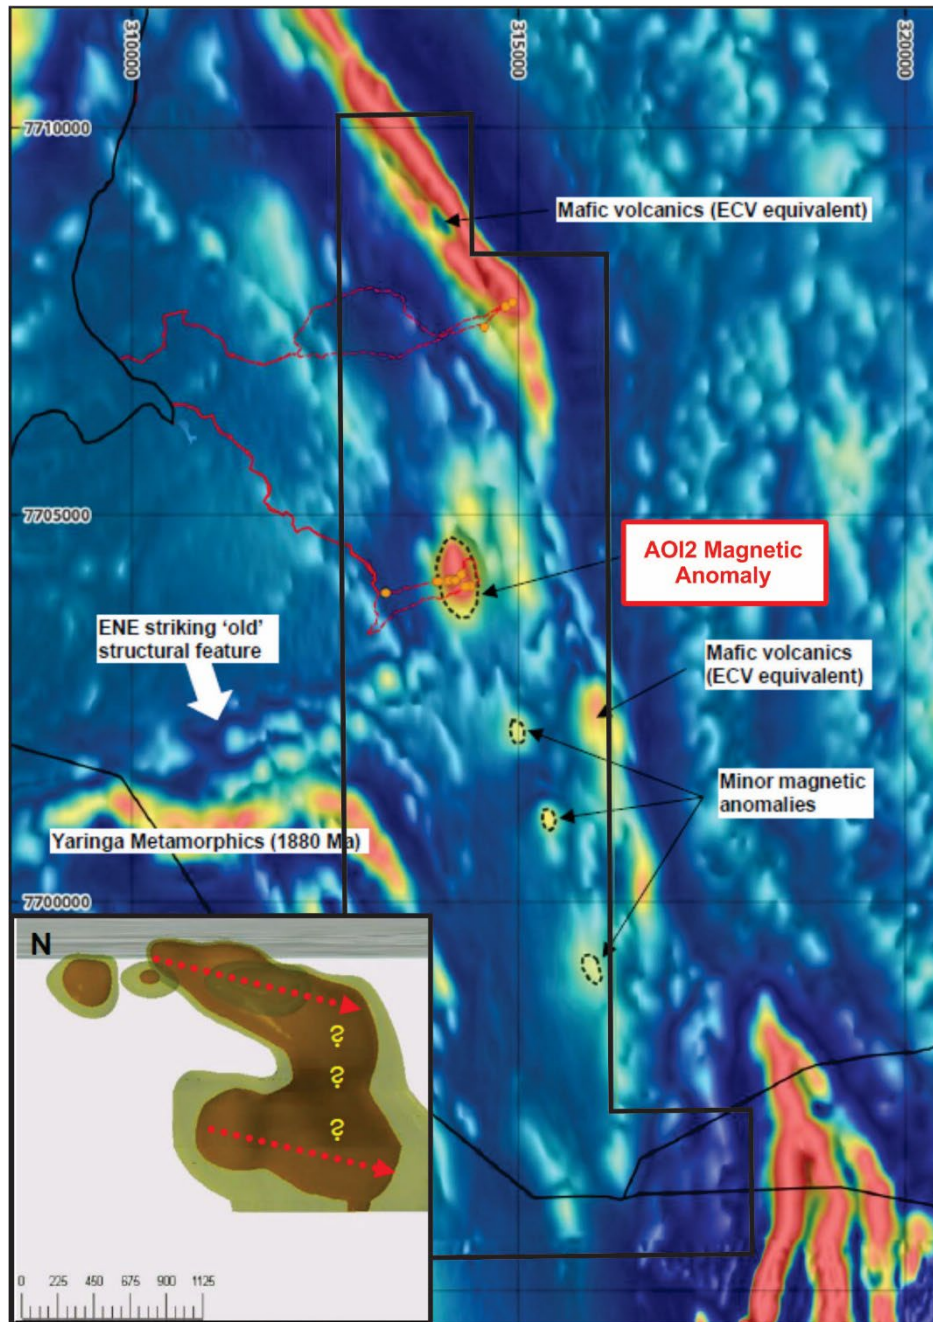 310000
315000
320000
7710000
Mafic volcanics (ECV equivalent)
7705000
AOI2 Magnetic
Anomaly
ENE striking ‘old’
structural feature
Mafic volcanics
(ECV equivalent)
Minor magnetic
anomalies
Yaringa Metamorphics (1880 Ma)
7700000
N
?
?
?
0 225 450 675 900 1125